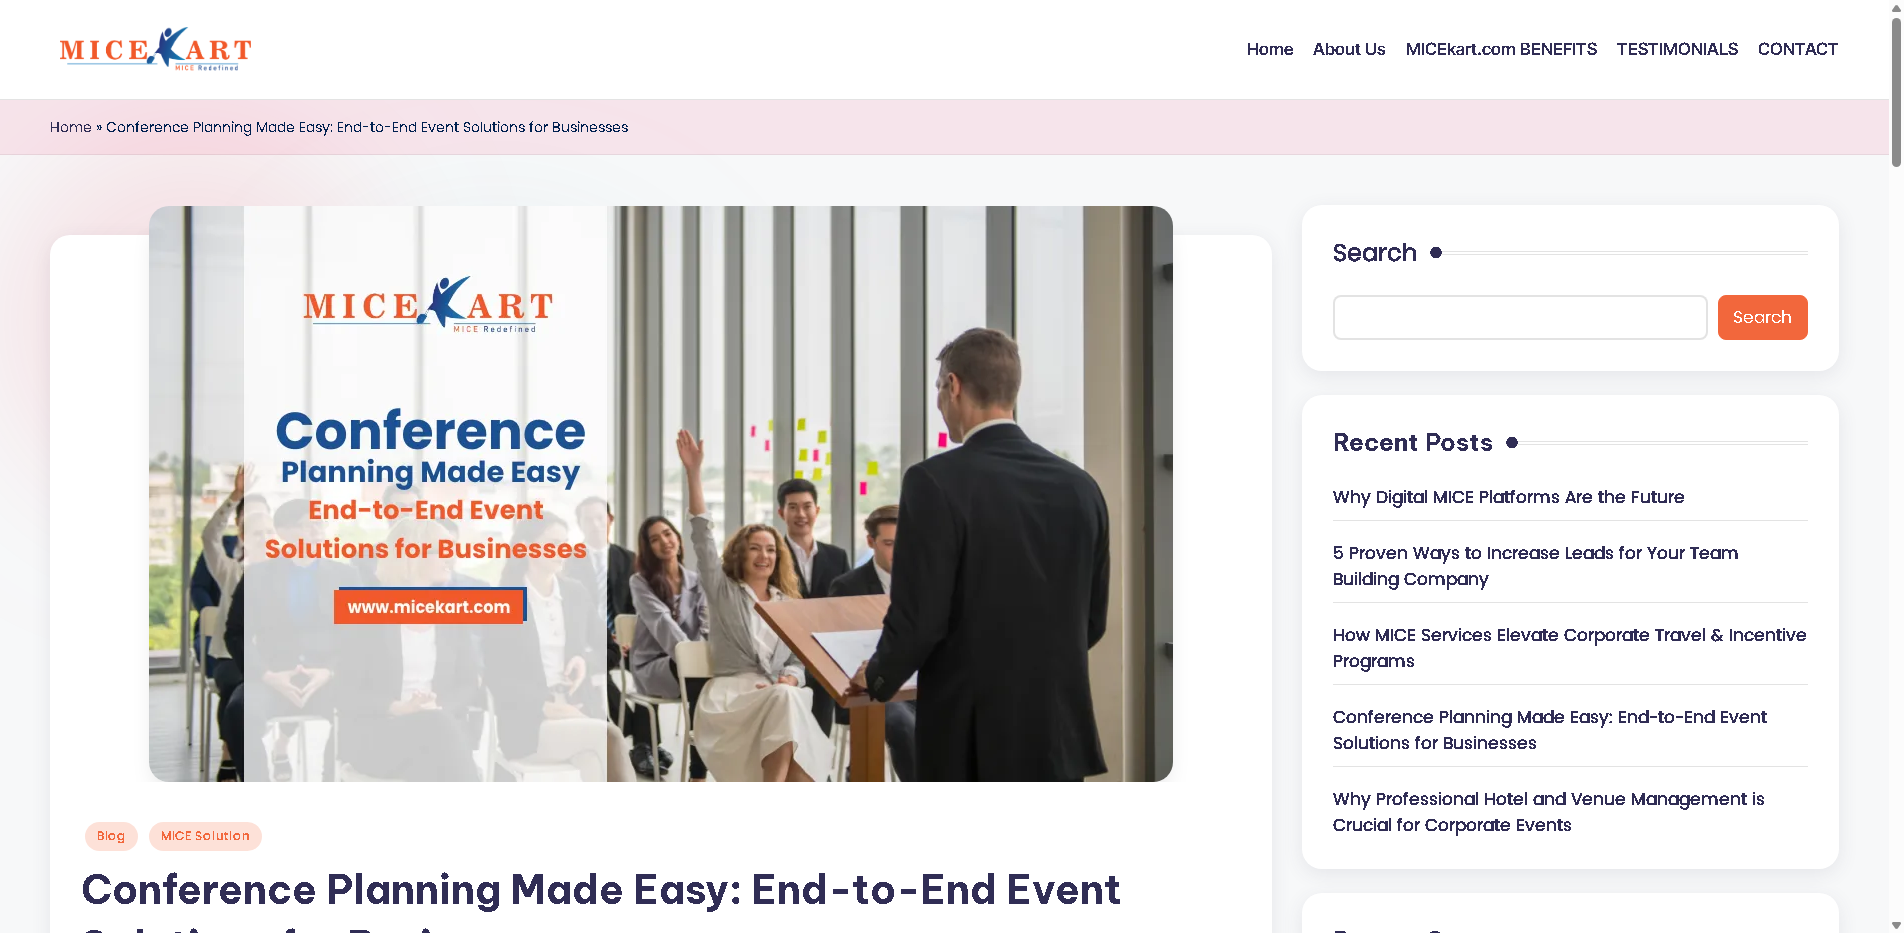 MICEKART
MICE Redefined
Home
About Us
MICEkart.com BENEFITS
TESTIMONIALS
CONTACT
Home » Conference Planning Made Easy: End-to-End Event Solutions for Businesses
MICEKART
MICE Redefined
Conference
Planning Made Easy
End-to-End Event
Solutions for Businesses
www.micekart.com
Blog
MICE Solution
Conference Planning Made Easy: End-to-End Event
Search
Search
Recent Posts
Why Digital MICE Platforms Are the Future
5 Proven Ways to Increase Leads for Your Team
Building Company
How MICE Services Elevate Corporate Travel & Incentive
Programs
Conference Planning Made Easy: End-to-End Event
Solutions for Businesses
Why Professional Hotel and Venue Management is
Crucial for Corporate Events